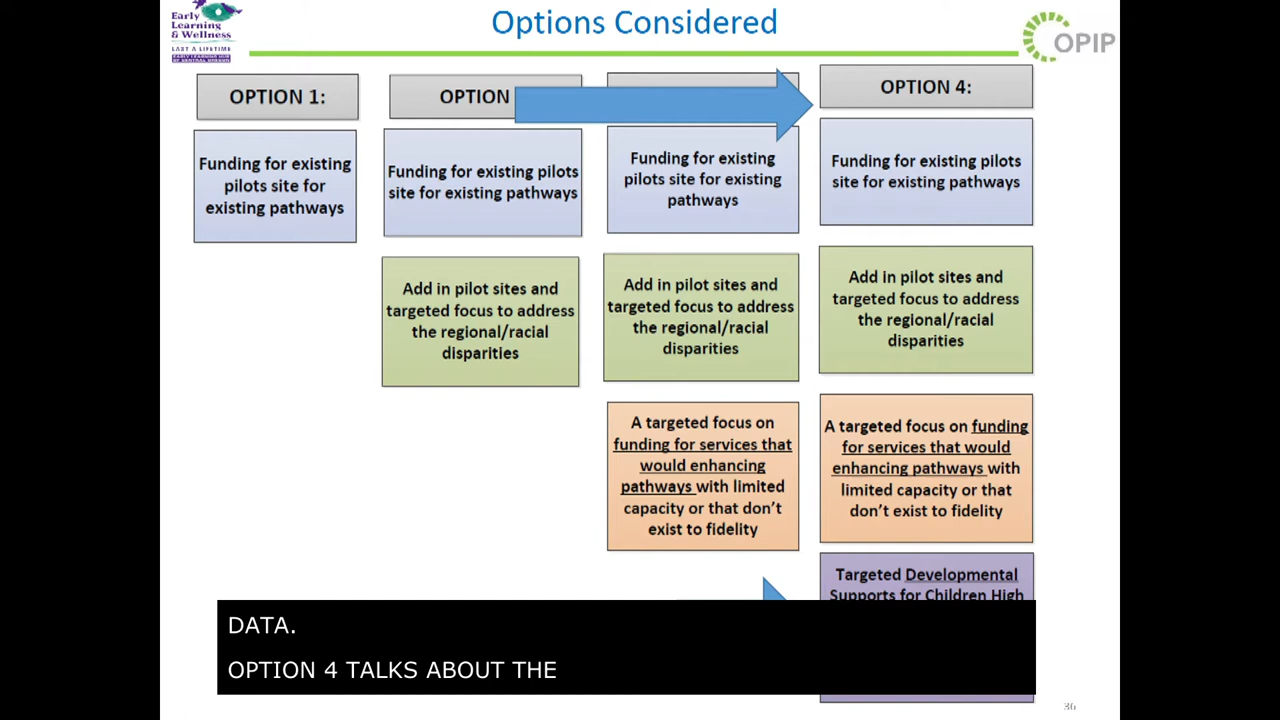 Early
Learning
& Wellness
LAST A LIFETIME
EARLY LEARNING HUB
Options Considered
OPIP
OPTION 1:
Funding for existing
pilots site for
existing pathways
OPTION
Funding for existing pilots
site for existing pathways
Add in pilot sites and
targeted focus to address
the regional/racial
disparities
Funding for existing
pilots site for existing
pathways
Add in pilot sites and
targeted focus to address
the regional/racial
disparities
A targeted focus on
funding for services that
would enhancing
pathways with limited
capacity or that don't
exist to fidelity
OPTION 4:
Funding for existing pilots
site for existing pathways
Add in pilot sites and
targeted focus to address
the regional/racial
disparities
A targeted focus on funding
for services that would
enhancing pathways with
limited capacity or that
don't exist to fidelity
Targeted Developmental
Supports for Children High
DATA.
OPTION 4 TALKS ABOUT THE
36